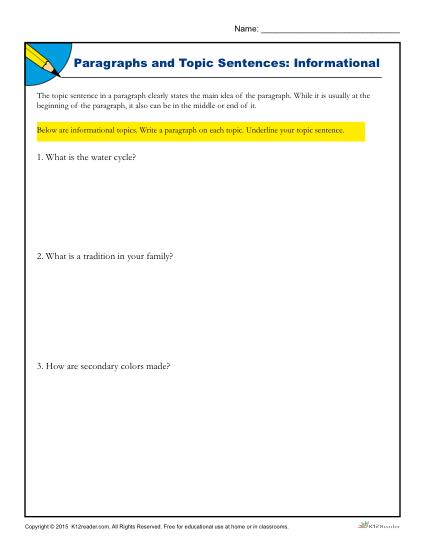 Name: ________________________________
Paragraphs and Topic Sentences: Informational
The topic sentence in a paragraph clearly states the main idea of the paragraph. While it is usually at the
beginning of the paragraph, it also can be in the middle or end of it.
Below are informational topics. Write a paragraph on each topic. Underline your topic sentence.
1. What is the water cycle?
2. What is a tradition in your family?
3. How are secondary colors made?
Copyright © 2015 K12reader.com. All Rights Reserved. Free for educational use at home or in classrooms.
K12Reader